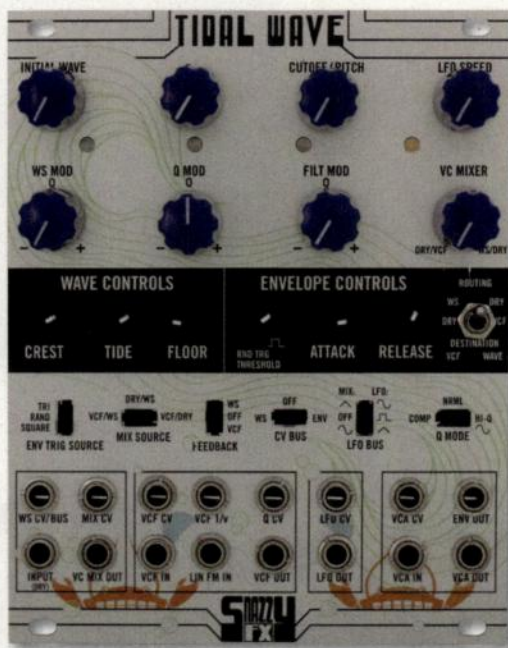 TIDAL WAVE
INITIAL WAVE
Q
CUTOFF/PITCH
LFO SPEED
WS MOD
Q MOD
FILT MOD
VC MIXER
0 0 0
- + - + - + DRY/VCF WS/DRY
WAVE CONTROLS
ENVELOPE CONTROLS
ROUTING
WS DRY
DRY VCF
DESTINATION
VCF WAVE
CREST TIDE FLOOR
RND TRG THRESHOLD
ATTACK RELEASE
TRI
RAND
SQUARE
ENV TRIG SOURCE
DRY/WS
VCF/WS VCF/DRY
MIX SOURCE
WS
OFF
VCF
FEEDBACK
OFF
WS ENV
CV BUS
MIX: LFO:
OFF
LFO BUS
NRML
COMP HI-Q
Q MODE
WS CV/BUS MIX CV VCF CV VCF 1/v Q CV LFO CV VCA CV ENV OUT
INPUT VC MIX OUT VCF IN LIN FM IN VCF OUT LFO OUT VCA IN VCA OUT
(DRY)
SNAZZY
FX